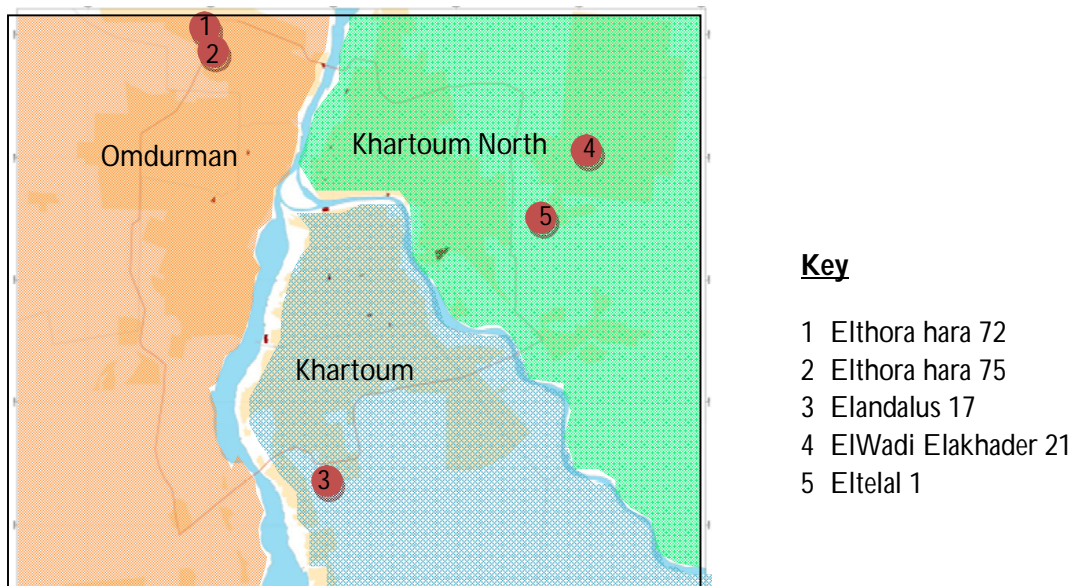 1
2
Omdurman
Khartoum North
4
5
Khartoum
3
Key
1 Elthora hara 72
2 Elthora hara 75
3 Elandalus 17
4 ElWadi Elakhader 21
5 Eltelal 1